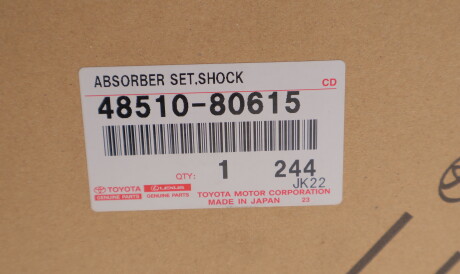 ABSORBER SET,SHOCK
CD
48510-80615
QTY: 1 244
JK22
TOYOTA LEXUS TOYOTA MOTOR CORPORATION
GENUINE PARTS GENUINE PARTS MADE IN JAPAN 23